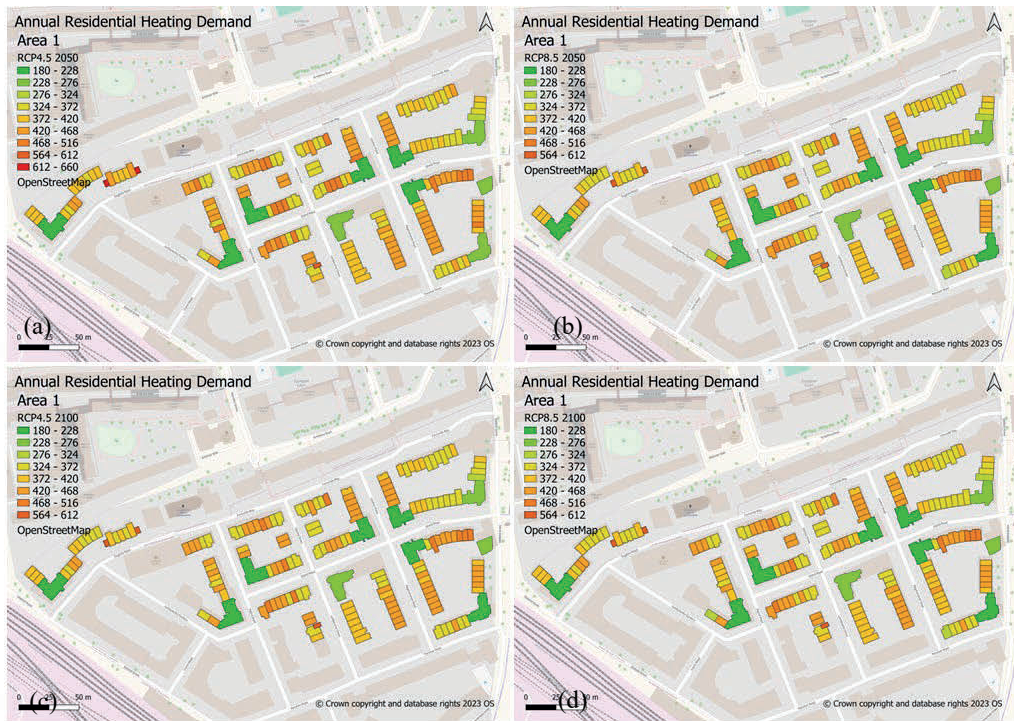 Annual Residential Heating Demand
Area 1
RCP4.5 2050
180 - 228
228 - 276
276 - 324
324 - 372
372 - 420
420 - 468
468 - 516
564 - 612
612 - 660
OpenStreetMap
(a)
0 25 50 m
© Crown copyright and database rights 2023 OS
Annual Residential Heating Demand
Area 1
RCP8.5 2050
180 - 228
228 - 276
276 - 324
324 - 372
372 - 420
420 - 468
468 - 516
564 - 612
OpenStreetMap
(b)
0 25 50 m
© Crown copyright and database rights 2023 OS
Annual Residential Heating Demand
Area 1
RCP4.5 2100
180 - 228
228 - 276
276 - 324
324 - 372
372 - 420
420 - 468
468 - 516
564 - 612
OpenStreetMap
(c)
0 25 50 m
© Crown copyright and database rights 2023 OS
Annual Residential Heating Demand
Area 1
RCP8.5 2100
180 - 228
228 - 276
276 - 324
324 - 372
372 - 420
420 - 468
468 - 516
564 - 612
OpenStreetMap
(d)
0 25 50 m
© Crown copyright and database rights 2023 OS